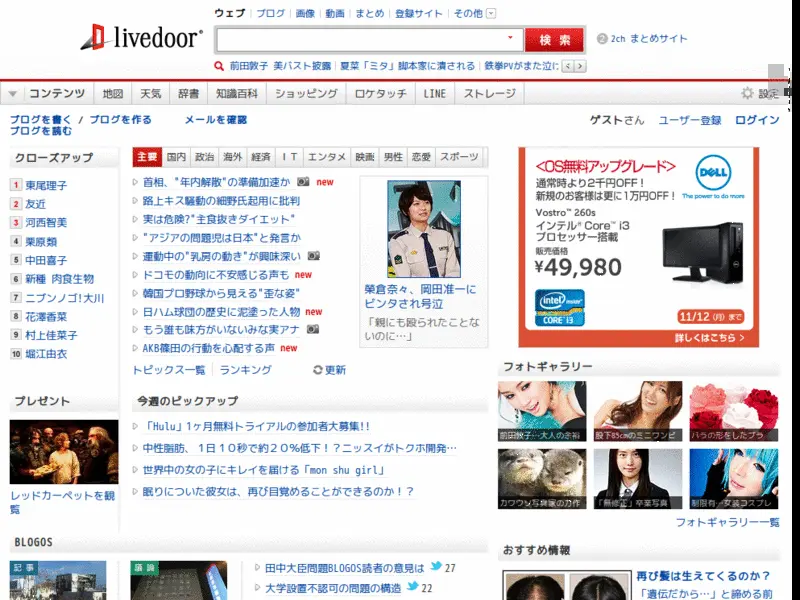 ウェブ | ブログ | 画像 | 動画 | まとめ | 登録サイト | その他
livedoor
検 索
2ch まとめサイト
前田敦子 美バスト披露 | 夏菜「ミタ」脚本家に潰される | 鉄拳PVがまた泣に
コンテンツ 地図 天気 辞書 知識百科 ショッピング ロケタッチ LINE ストレージ 設定
ブログを書く / ブログを作る メールを確認
ブログを読む
ゲストさん ユーザー登録 ログイン
クローズアップ
1 東尾理子
2 友近
3 河西智美
4 栗原類
5 中田喜子
6 新種 肉食生物
7 ニブンノゴ!大川
8 花澤香菜
9 村上佳菜子
10 堀江由衣
主要 国内 政治 海外 経済 IT エンタメ 映画 男性 恋愛 スポーツ
首相、"年内解散"の準備加速か new
路上キス騒動の細野氏起用に批判
実は危険?"主食抜きダイエット"
"アジアの問題児は日本"と発言か
運動中の"乳房の動き"が興味深い
ドコモの動向に不安感じる声も new
韓国プロ野球から見える"歪な姿"
日ハム球団の歴史に泥塗った人物 new
もう誰も味方がいないみな実アナ
AKB篠田の行動を心配する声 new
トピックス一覧 | ランキング 更新
榮倉奈々、岡田准一に
ビンタされ号泣
「親にも殴られたことな
いのに…」
<OS無料アップグレード>
通常時より2千円OFF!
新規のお客様は更に1万円OFF!
DELL
The power to do more
Vostro™ 260s
インテル® Core™ i3
プロセッサー搭載
販売価格
¥49,980
intel
CORE i3
11/12 (月) まで
詳しくはこちら >
プレゼント
レッドカーペットを観
覧
今週のピックアップ
「Hulu」1ヶ月無料トライアルの参加者大募集!!
中性脂肪、１日１０秒で約２０％低下！？ニッスイがトクホ開発…
世界中の女の子にキレイを届ける「mon shu girl」
眠りについた彼女は、再び目覚めることができるのか！？
フォトギャラリー
前田敦子…大人の余裕
股下85cmのミニワンピ
バラの形をしたブラ
カワウソ写真家の力作
「無修正」卒業写真
制限有…女装コスプレ
フォトギャラリー一覧
BLOGOS
記事
議論
田中大臣問題BLOGOS読者の意見は 27
大学設置不認可の問題の構造 22
おすすめ情報
再び髪は生えてくるのか？
「遺伝だから…」と諦める前